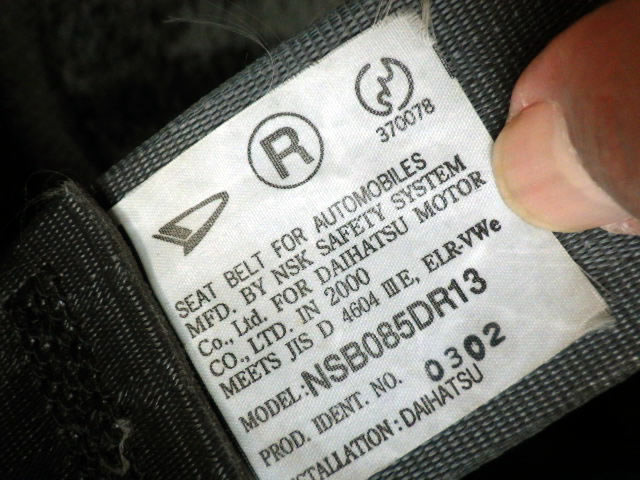 370078
R
SEAT BELT FOR AUTOMOBILES
MFD. BY NSK SAFETY SYSTEM
Co., Ltd. FOR DAIHATSU MOTOR
CO., LTD. IN 2000
MEETS JIS D 4604 IIIE, ELR-VWe
MODEL:NSB085DR13
PROD. IDENT. NO. 0302
STALLATION:DAIHATSU